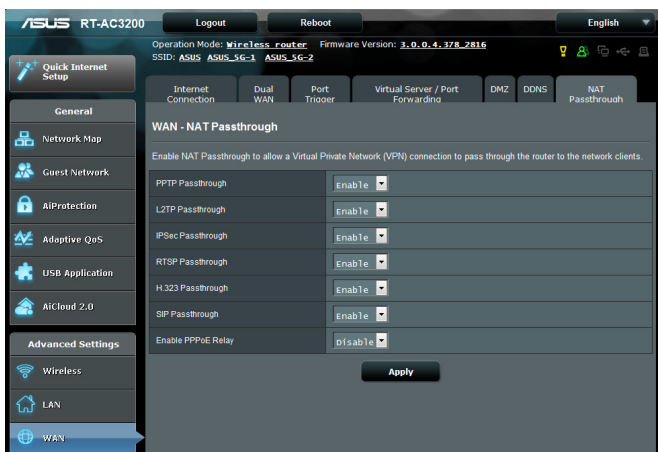 ASUS RT-AC3200 Logout Reboot English
Operation Mode: Wireless router Firmware Version: 3.0.0.4.378_2816
SSID: ASUS ASUS_5G-1 ASUS_5G-2
Quick Internet
Setup
General
Network Map
Guest Network
AiProtection
Adaptive QoS
USB Application
AiCloud 2.0
Advanced Settings
Wireless
LAN
WAN
Internet
Connection
Dual
WAN
Port
Trigger
Virtual Server / Port
Forwarding
DMZ
DDNS
NAT
Passthrough
WAN - NAT Passthrough
Enable NAT Passthrough to allow a Virtual Private Network (VPN) connection to pass through the router to the network clients.
PPTP Passthrough Enable
L2TP Passthrough Enable
IPSec Passthrough Enable
RTSP Passthrough Enable
H.323 Passthrough Enable
SIP Passthrough Enable
Enable PPPoE Relay Disable
Apply